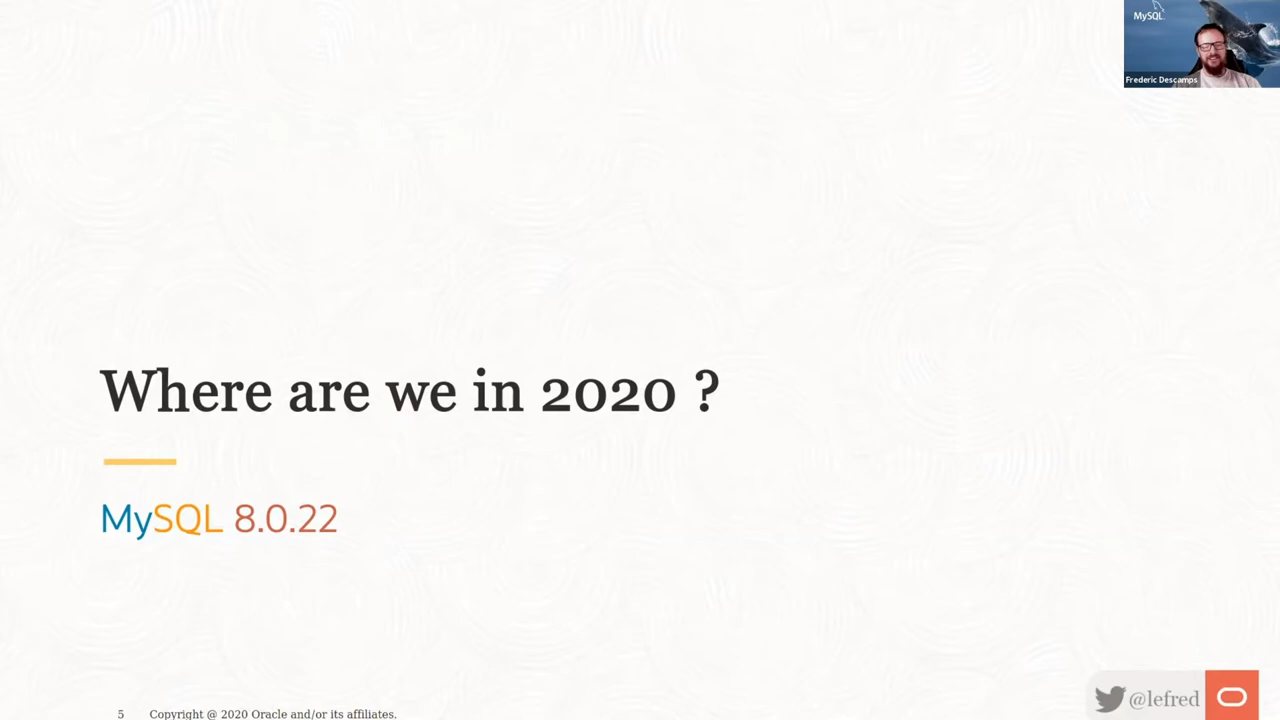 MySQL
Frederic Descamps
Where are we in 2020 ?
MySQL 8.0.22
@lefred
5 Copyright @ 2020 Oracle and/or its affiliates.